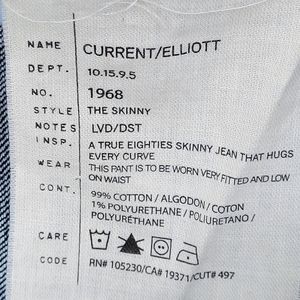 NAME CURRENT/ELLIOTT
DEPT. 10.15.9.5
NO. 1968
STYLE THE SKINNY
NOTES LVD/DST
INSP. A TRUE EIGHTIES SKINNY JEAN THAT HUGS
EVERY CURVE
WEAR THIS PANT IS TO BE WORN VERY FITTED AND LOW
ON WAIST
CONT. 99% COTTON / ALGODON / COTON
1% POLYURETHANE / POLIURETANO /
POLYURÉTHANE
CARE
CODE RN# 105230/CA# 19371/CUT# 497